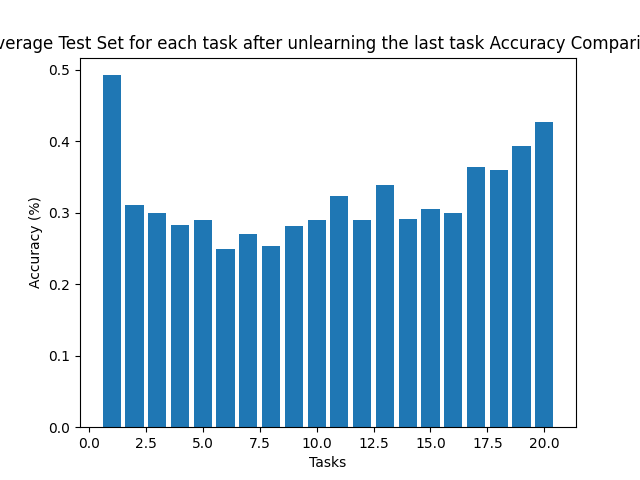 verage Test Set for each task after unlearning the last task Accuracy Compari
0.5
0.4
0.3
0.2
0.1
0.0
Accuracy (%)
0.0 2.5 5.0 7.5 10.0 12.5 15.0 17.5 20.0
Tasks